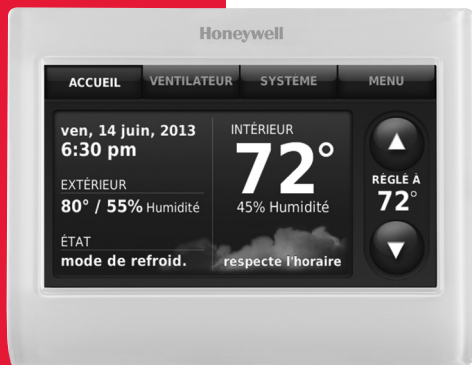 Honeywell
ACCUEIL VENTILATEUR SYSTÈME MENU
ven, 14 juin, 2013
6:30 pm
EXTÉRIEUR
80° / 55% Humidité
ÉTAT
mode de refroid.
INTÉRIEUR
72°
45% Humidité
respecte l'horaire
RÉGLÉ À
72°